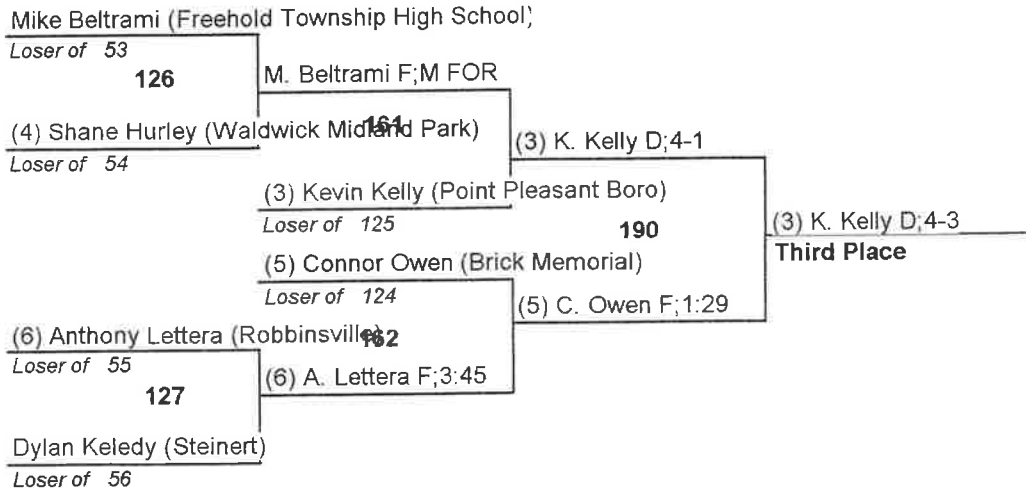 Mike Beltrami (Freehold Township High School)
Loser of 53
126
M. Beltrami F;M FOR
(4) Shane Hurley (Waldwick Midland Park)
161
Loser of 54
(3) K. Kelly D;4-1
(3) Kevin Kelly (Point Pleasant Boro)
Loser of 125
190
(3) K. Kelly D;4-3
Third Place
(5) Connor Owen (Brick Memorial)
Loser of 124
(5) C. Owen F;1:29
(6) Anthony Lettera (Robbinsville)
162
Loser of 55
(6) A. Lettera F;3:45
127
Dylan Keledy (Steinert)
Loser of 56